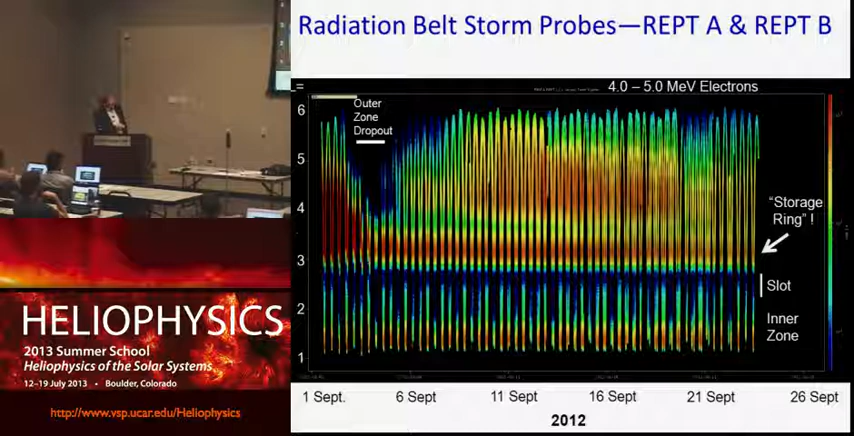 Radiation Belt Storm Probes—REPT A & REPT B
=
4.0 – 5.0 MeV Electrons
6
Outer
Zone
Dropout
5
4
"Storage
Ring" !
3
Slot
2
Inner
Zone
1
1 Sept.
6 Sept
11 Sept
16 Sept
21 Sept
26 Sept
2012
HELIOPHYSICS
2013 Summer School
Heliophysics of the Solar Systems
12–19 July 2013 • Boulder, Colorado
http://www.vsp.ucar.edu/Heliophysics